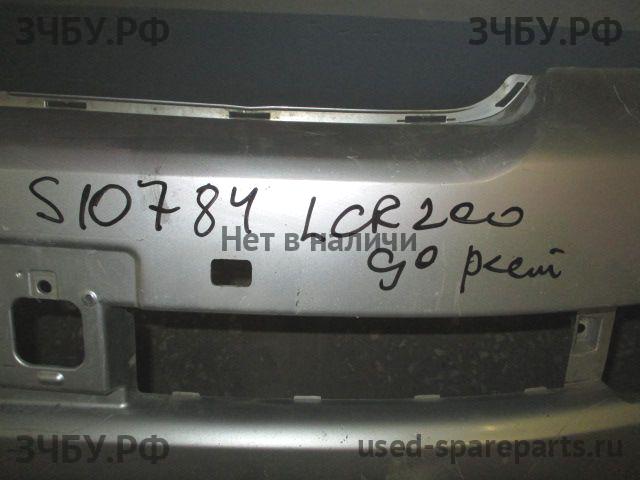 ЗЧБУ.РФ ЗЧБУ.РФ
S10784 LCR200
Нет в наличи
до рест
ЗЧБУ.РФ used-spareparts.ru